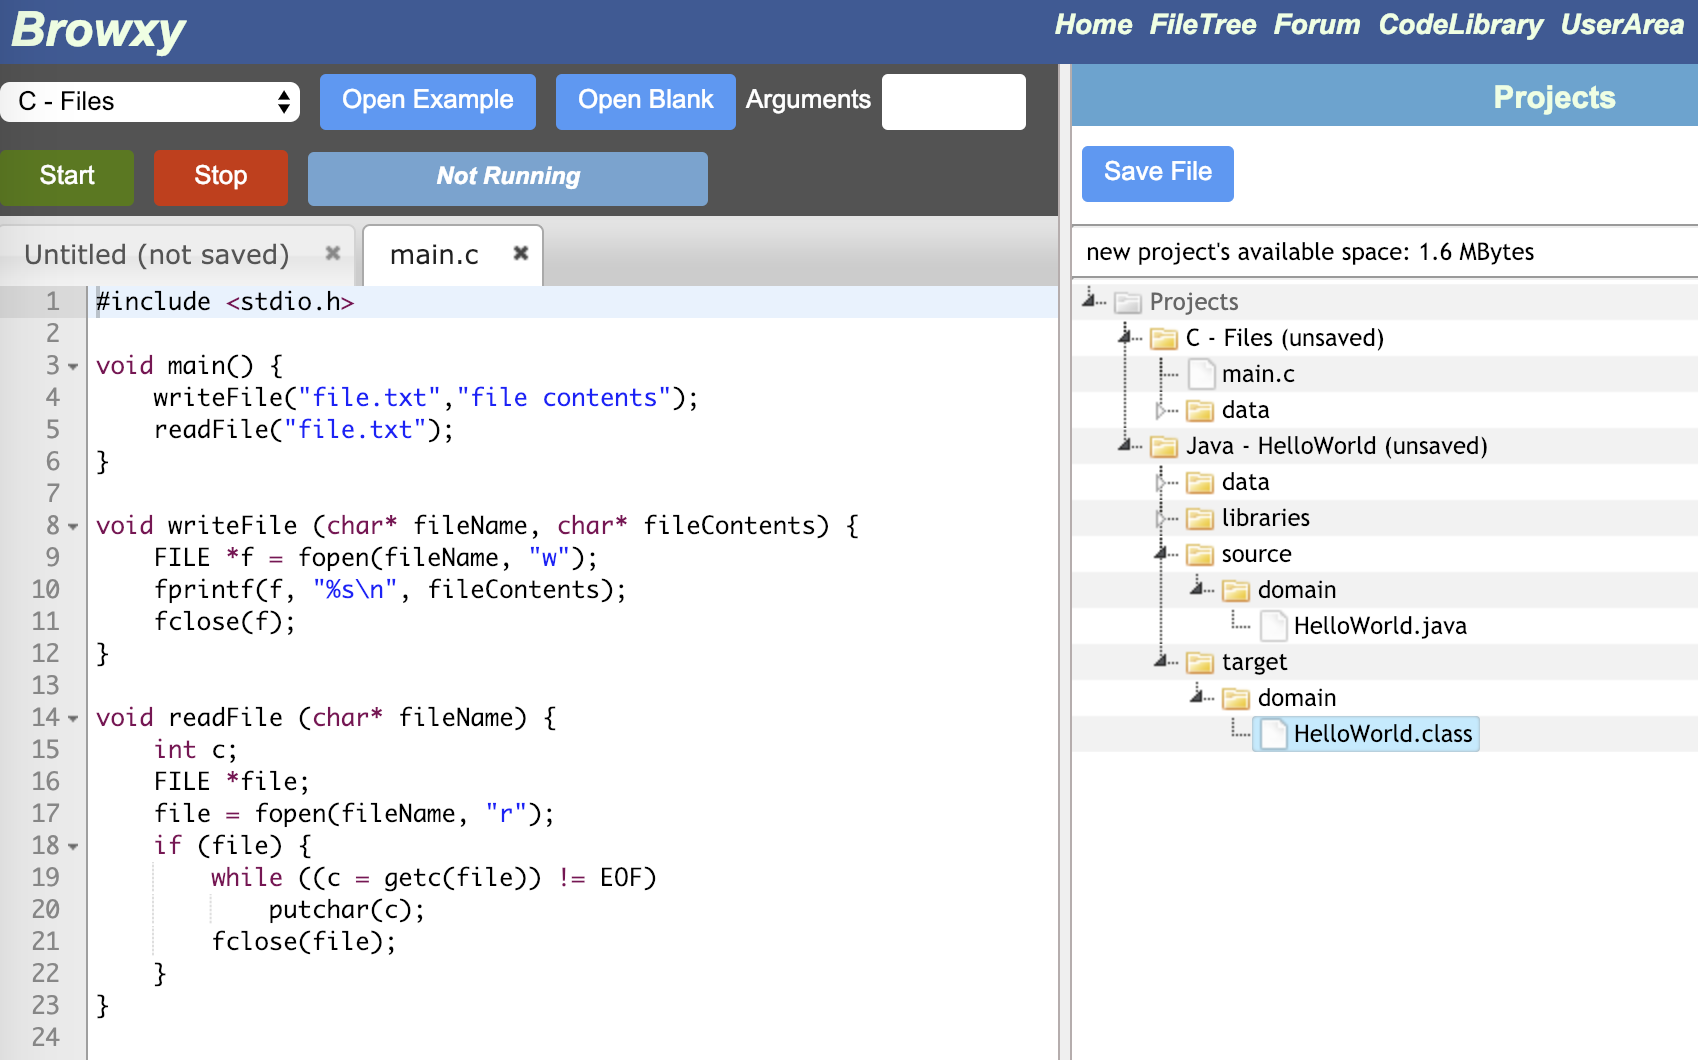 Browxy
Home FileTree Forum CodeLibrary UserArea
C - Files
Open Example
Open Blank
Arguments
Start
Stop
Not Running
Untitled (not saved)
main.c
1 #include <stdio.h>
2
3 void main() {
4     writeFile("file.txt","file contents");
5     readFile("file.txt");
6 }
7
8 void writeFile (char* fileName, char* fileContents) {
9     FILE *f = fopen(fileName, "w");
10     fprintf(f, "%s\n", fileContents);
11     fclose(f);
12 }
13
14 void readFile (char* fileName) {
15     int c;
16     FILE *file;
17     file = fopen(fileName, "r");
18     if (file) {
19         while ((c = getc(file)) != EOF)
20             putchar(c);
21         fclose(file);
22     }
23 }
24
Projects
Save File
new project's available space: 1.6 MBytes
Projects
C - Files (unsaved)
main.c
data
Java - HelloWorld (unsaved)
data
libraries
source
domain
HelloWorld.java
target
domain
HelloWorld.class